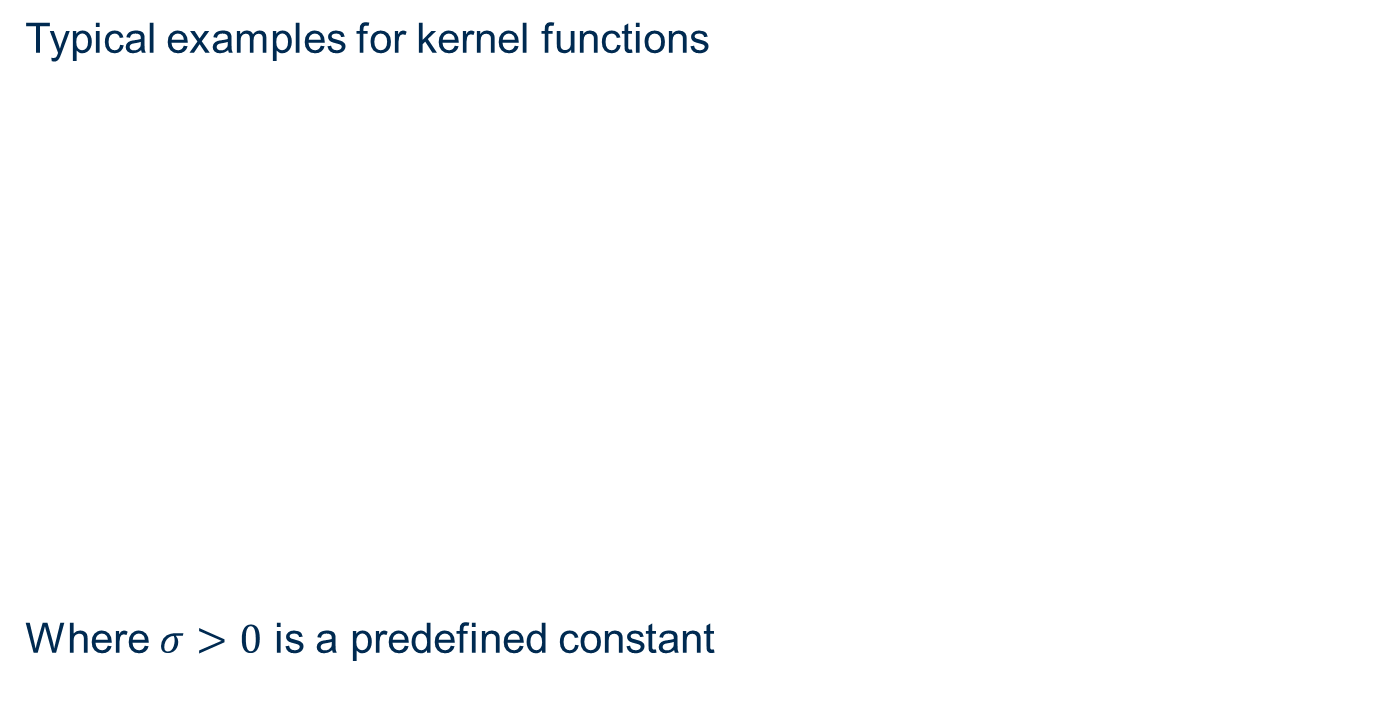 Typical examples for kernel functions
Where 𝜎 > 0 is a predefined constant